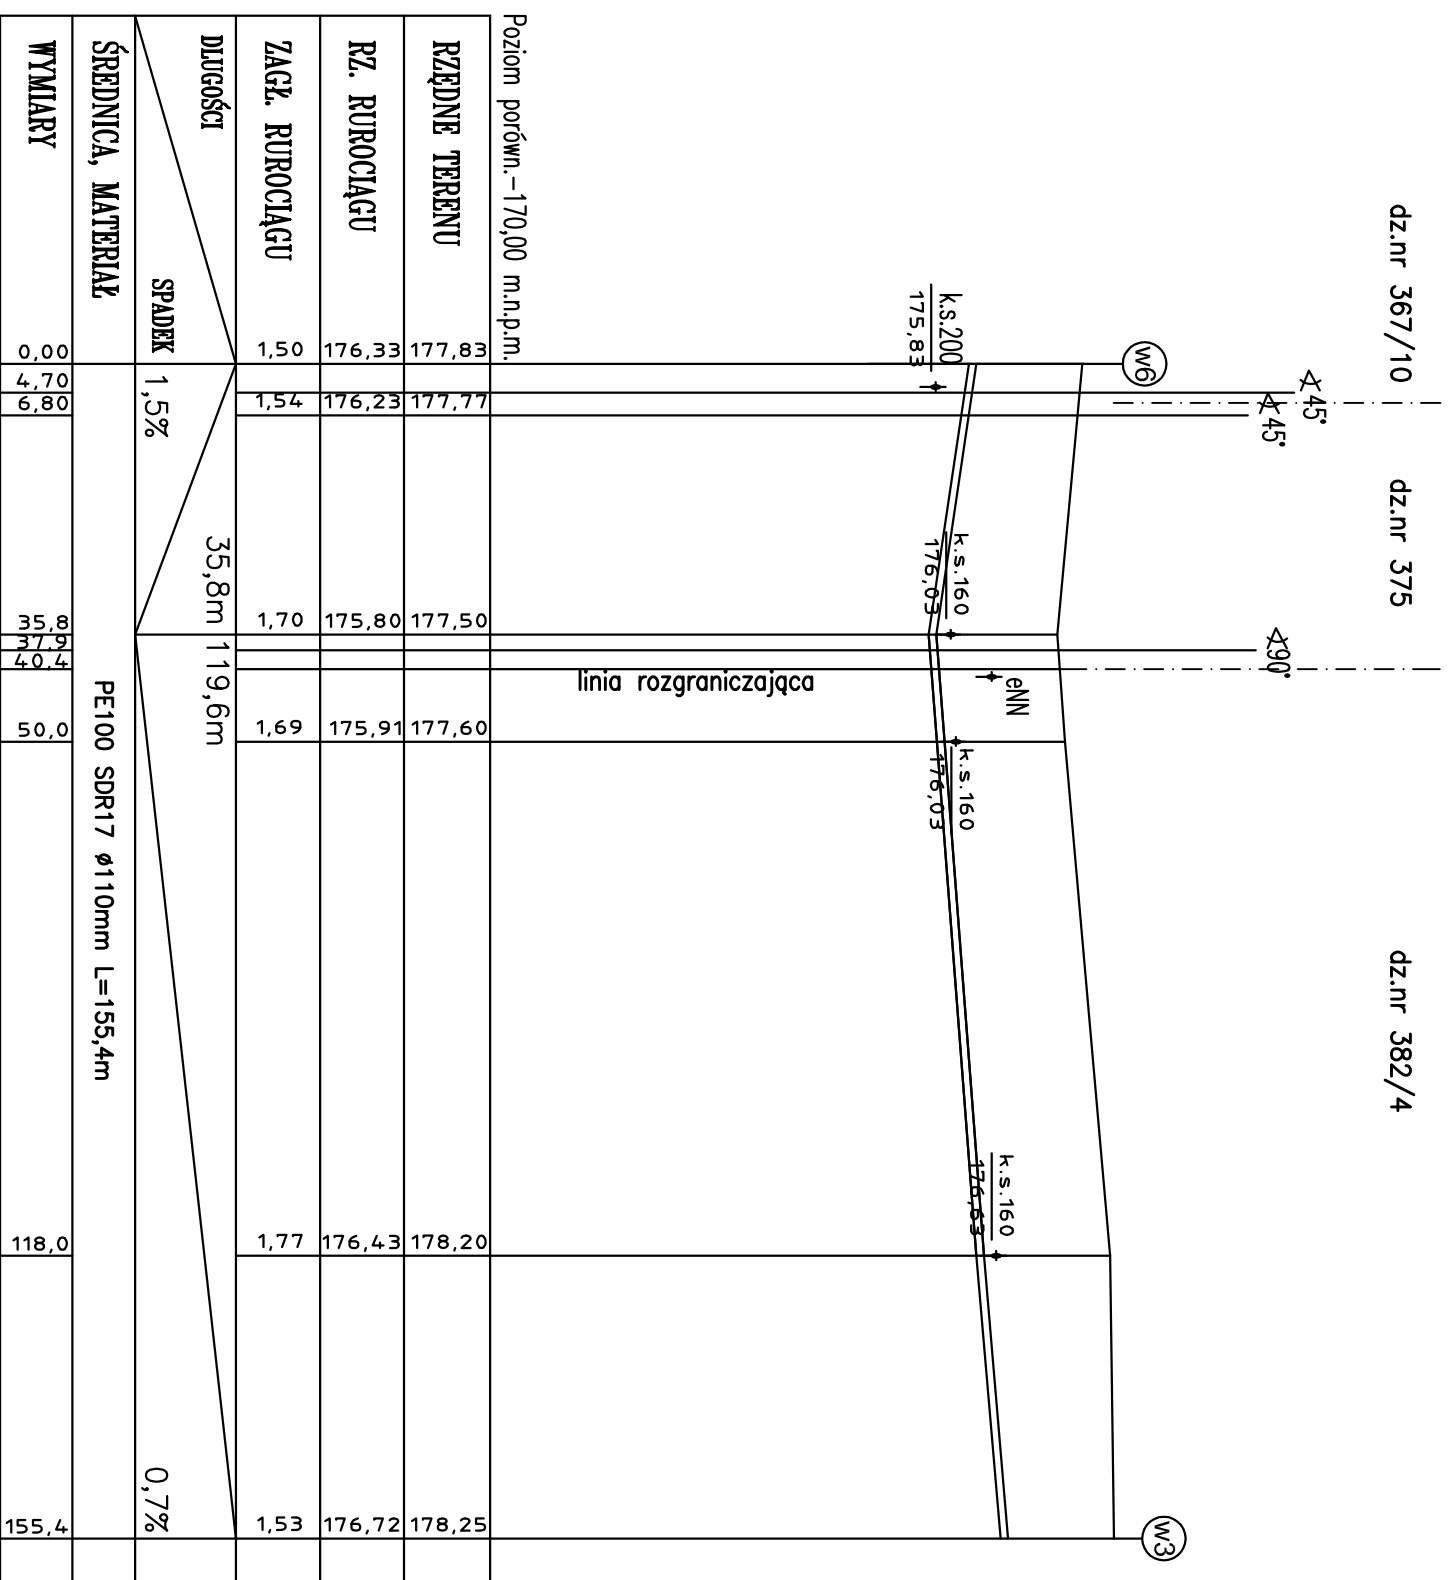 dz.nr 367/10
dz.nr 375
dz.nr 382/4
45°
45°
90°
w6
w3
k.s.200
175,83
k.s.160
176,03
eNN
k.s.160
176,03
k.s.160
176,63
linia rozgraniczająca
Poziom porówn.-170,00 m.n.p.m.
RZĘDNE TERENU
177,83
177,77
177,50
177,60
178,20
178,25
RZ. RUROCIĄGU
176,33
176,23
175,80
175,91
176,43
176,72
ZAGŁ. RUROCIĄGU
1,50
1,54
1,70
1,69
1,77
1,53
DŁUGOŚCI
35,8m
119,6m
SPADEK
1,5%
0,7%
ŚREDNICA, MATERIAŁ
PE100 SDR17 ø110mm L=155,4m
WYMIARY
0,00
4,70
6,80
35,8
37,9
40,4
50,0
118,0
155,4